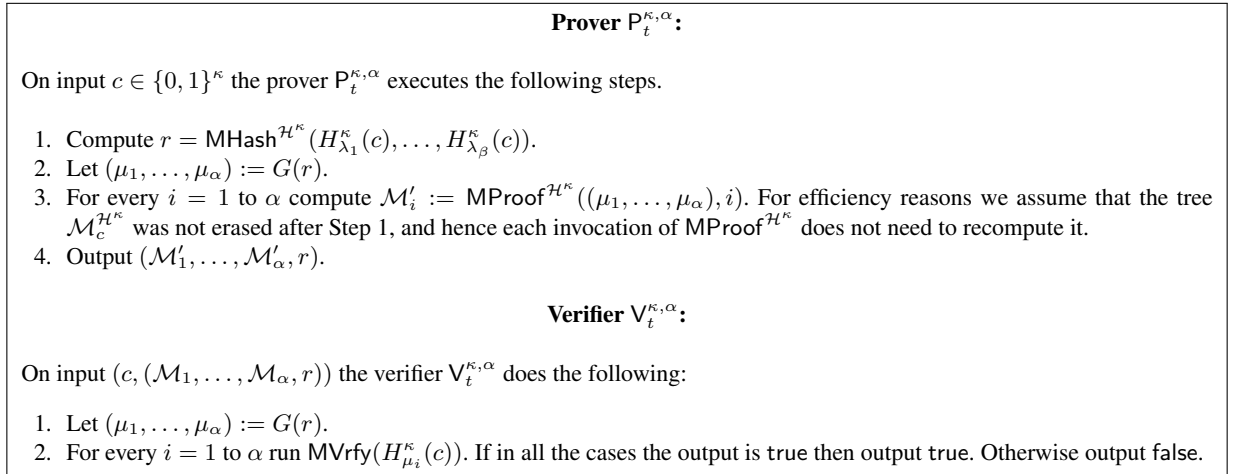 Prover P_t^{κ,α}:
On input c ∈ {0, 1}^κ the prover P_t^{κ,α} executes the following steps.
1. Compute r = MHash^{ℋ^κ}(H^κ_{λ_1}(c), . . . , H^κ_{λ_β}(c)).
2. Let (μ_1, . . . , μ_α) := G(r).
3. For every i = 1 to α compute ℳ′_i := MProof^{ℋ^κ}((μ_1, . . . , μ_α), i). For efficiency reasons we assume that the tree
ℳ_c^{ℋ^κ} was not erased after Step 1, and hence each invocation of MProof^{ℋ^κ} does not need to recompute it.
4. Output (ℳ′_1, . . . , ℳ′_α, r).
Verifier V_t^{κ,α}:
On input (c, (ℳ_1, . . . , ℳ_α, r)) the verifier V_t^{κ,α} does the following:
1. Let (μ_1, . . . , μ_α) := G(r).
2. For every i = 1 to α run MVrfy(H^κ_{μ_i}(c)). If in all the cases the output is true then output true. Otherwise output false.